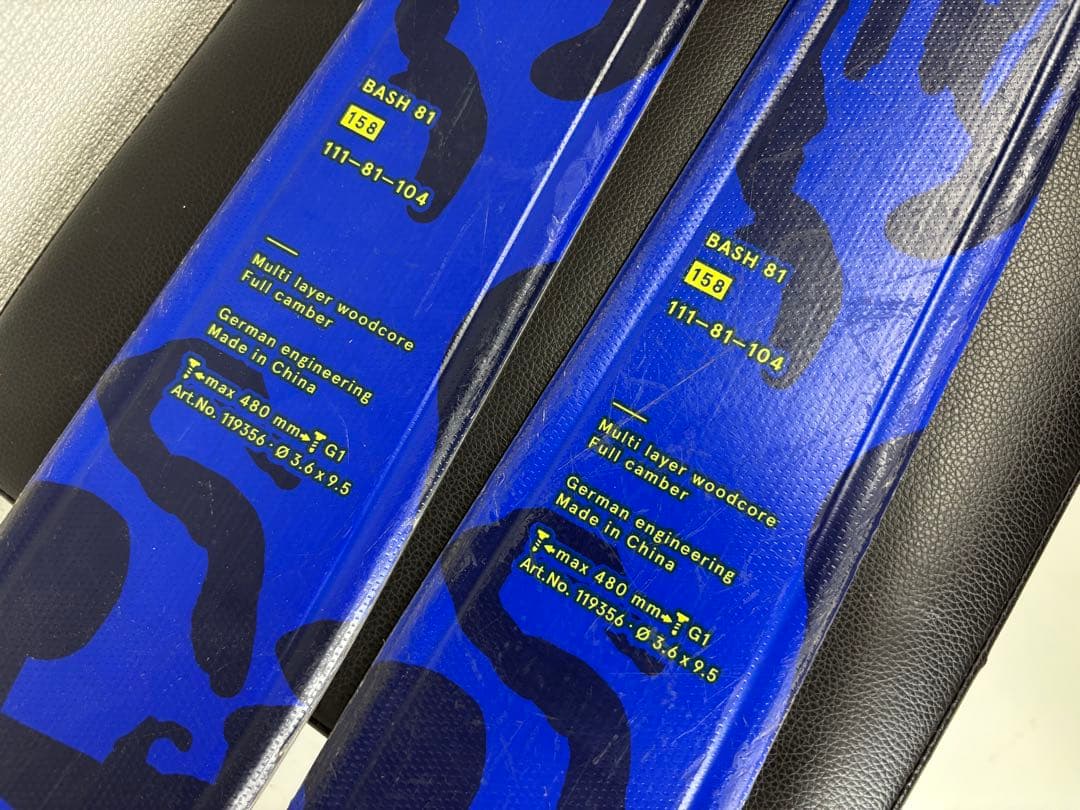 BASH 81
158
111–81–104
Multi layer woodcore
Full camber
German engineering
Made in China
max 480 mm G1
Art.No. 119356 · Ø 3.6 x 9.5
BASH 81
158
111–81–104
Multi layer woodcore
Full camber
German engineering
Made in China
max 480 mm G1
Art.No. 119356 · Ø 3.6 x 9.5